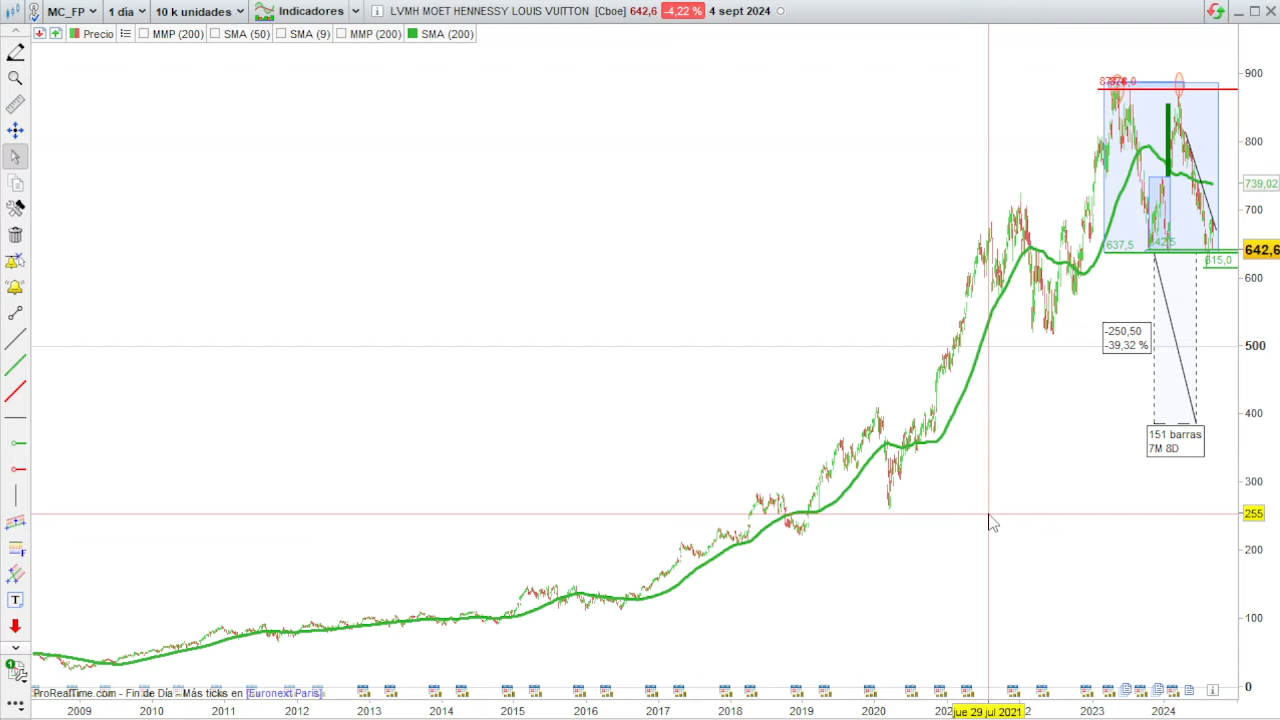 MC_FP 1 día 10 k unidades Indicadores LVMH MOET HENNESSY LOUIS VUITTON [Cboe] 642,6 -4,22 % 4 sept 2024
Precio MMP (200) SMA (50) SMA (9) MMP (200) SMA (200)
900
800
739,02
700
637,5
642,6
615,0
600
-250,50
-39,32 %
500
400
151 barras
7M 8D
300
255
200
100
0
ProRealTime.com - Fin de Día - Más ticks en [Euronext París]
2009 2010 2011 2012 2013 2014 2015 2016 2017 2018 2019 2020 jue 29 jul 2021 2023 2024